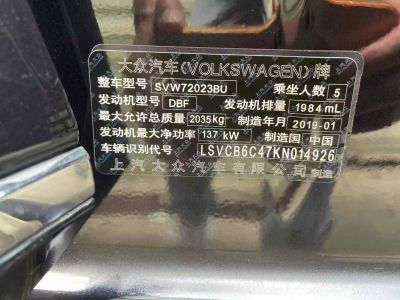 大众汽车(VOLKSWAGEN)牌
整车型号 SVW72023BU 乘坐人数 5
发动机型号 DBF 发动机排量 1984 mL
最大允许总质量 2035kg 制造年月 2019-01
发动机最大净功率 137 kW 制造国 中国
车辆识别代号 LSVCB6C47KN014926
上汽大众汽车有限公司 制造